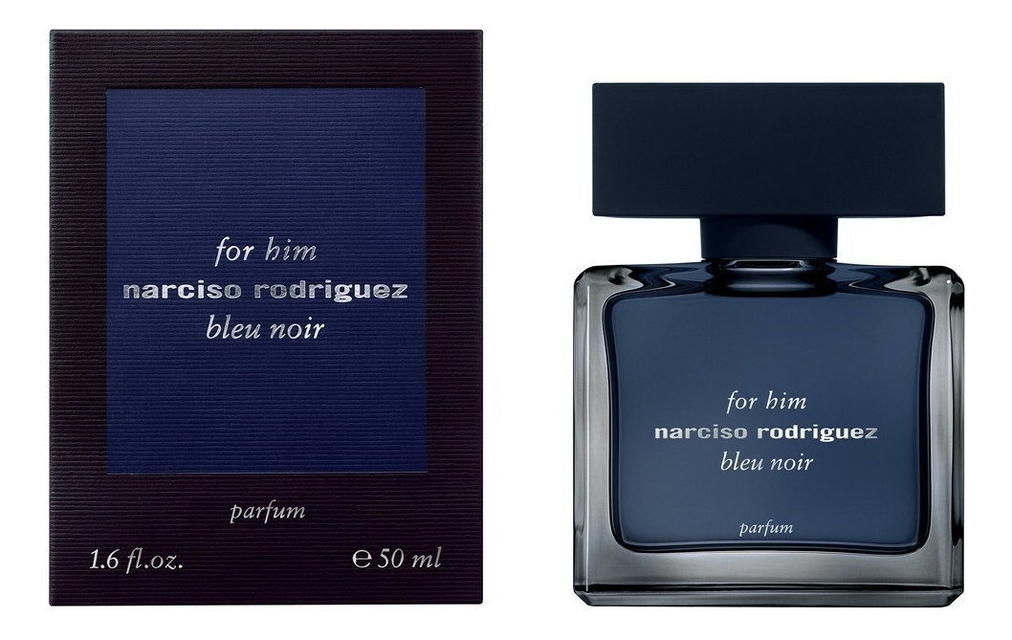 for him
narciso rodriguez
bleu noir
parfum
1.6 fl.oz. ℮ 50 ml
for him
narciso rodriguez
bleu noir
parfum